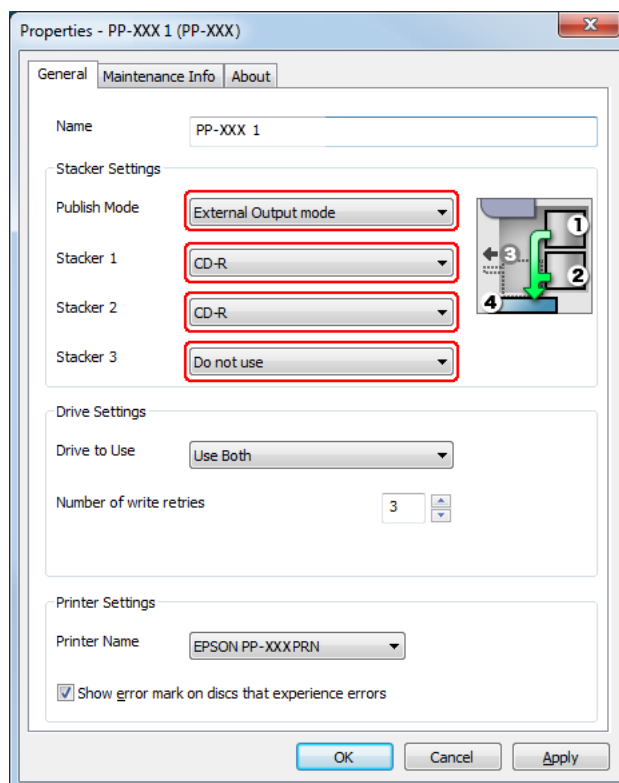 Properties - PP-XXX 1 (PP-XXX)
General Maintenance Info About
Name PP-XXX 1
Stacker Settings
Publish Mode External Output mode
Stacker 1 CD-R
Stacker 2 CD-R
Stacker 3 Do not use
1
3
2
4
Drive Settings
Drive to Use Use Both
Number of write retries 3
Printer Settings
Printer Name EPSON PP-XXXPRN
Show error mark on discs that experience errors
OK Cancel Apply